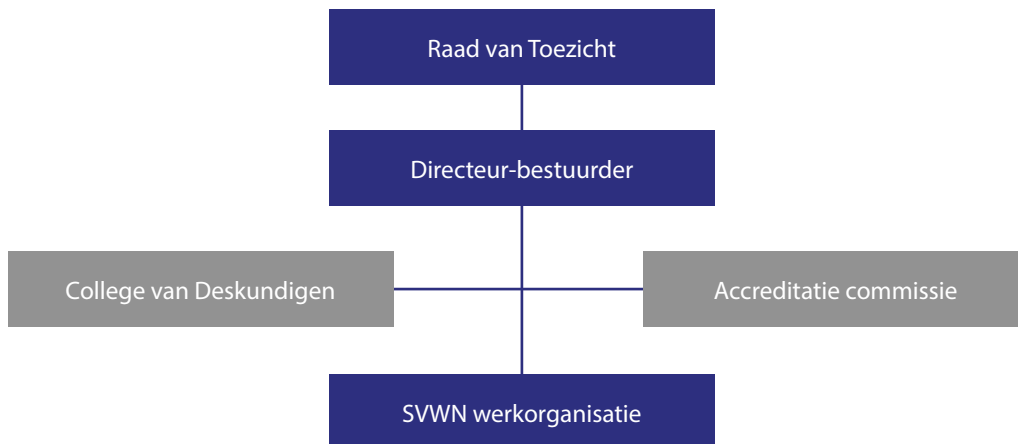 Raad van Toezicht
Directeur-bestuurder
College van Deskundigen
Accreditatie commissie
SVWN werkorganisatie